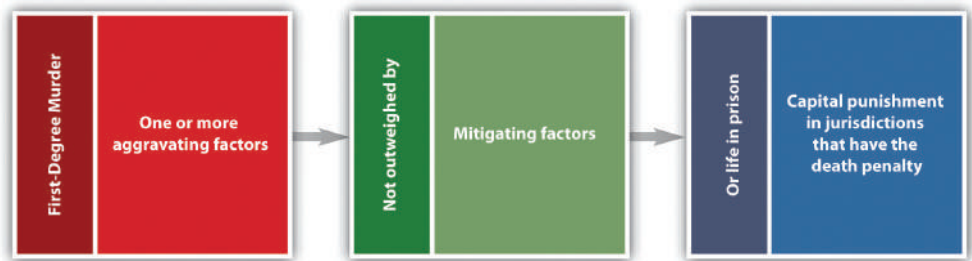 First-Degree Murder
One or more
aggravating factors
Not outweighed by
Mitigating factors
Or life in prison
Capital punishment
in jurisdictions
that have the
death penalty